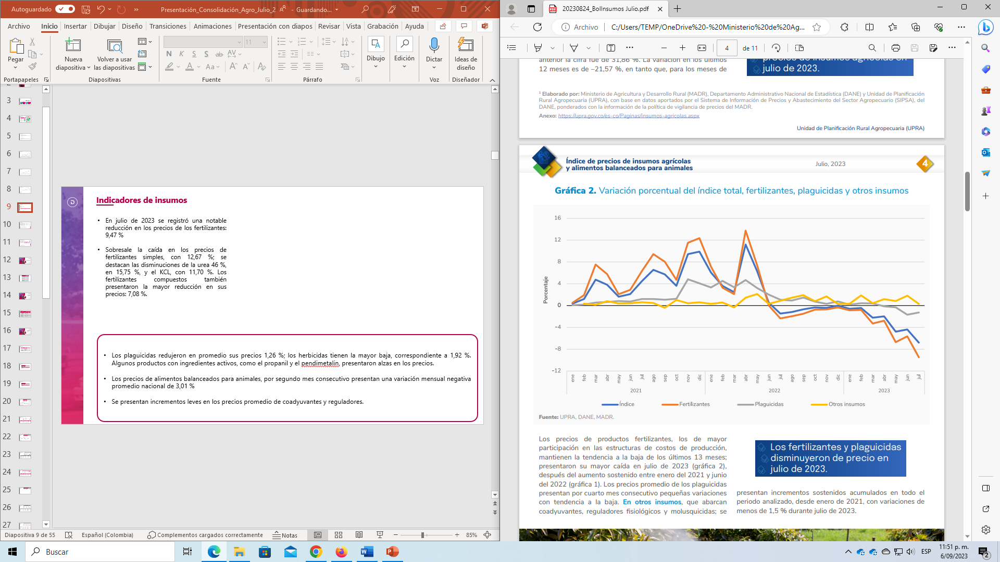 Autoguardado
Presentación_Consolidación_Agro_Julio_2
Guardando...
Archivo Inicio Insertar Dibujar Diseño Transiciones Animaciones Presentación con diapos Revisar Vista Grabación Ayuda
11
N K S S ab AV
Aa A A
Pegar
Nueva diapositiva
Volver a usar las diapositivas
Dibujo
Edición
Dictar
Ideas de diseño
Portapapeles Diapositivas Fuente Párrafo Voz Diseñador
3
4
5
6
7
8
9
10
11
12
13
14
15
16
17
18
19
20
21
22
23
24
25
26
27
Indicadores de insumos
• En julio de 2023 se registró una notable
reducción en los precios de los fertilizantes:
9,47 %
• Sobresale la caída en los precios de
fertilizantes simples, con 12,67 %; se
destacan las disminuciones de la urea 46 %,
en 15,75 %, y el KCL, con 11,70 %. Los
fertilizantes compuestos también
presentaron la mayor reducción en sus
precios: 7,08 %.
• Los plaguicidas redujeron en promedio sus precios 1,26 %; los herbicidas tienen la mayor baja, correspondiente a 1,92 %.
Algunos productos con ingredientes activos, como el propanil y el pendimetalin, presentaron alzas en los precios.
• Los precios de alimentos balanceados para animales, por segundo mes consecutivo presentan una variación mensual negativa
promedio nacional de 3,01 %
• Se presentan incrementos leves en los precios promedio de coadyuvantes y reguladores.
Diapositiva 9 de 55 Español (Colombia) Complementos cargados correctamente Notas 85%
20230824_BolInsumos Julio.pdf
Archivo C:/Users/TEMP/OneDrive%20-%20Ministerio%20de%20Ag...
4 de 11
anterior la cifra fue de 31,86 %. La variación en los últimos
12 meses es de –21,57 %, en tanto que, para los meses de
precios de insumos agrícolas en
julio de 2023.
¹ Elaborado por: Ministerio de Agricultura y Desarrollo Rural (MADR), Departamento Administrativo Nacional de Estadística (DANE) y Unidad de Planificación
Rural Agropecuaria (UPRA), con base en datos aportados por el Sistema de Información de Precios y Abastecimiento del Sector Agropecuario (SIPSA), del
DANE, ponderados con la información de la política de vigilancia de precios del MADR.
Anexo: https://upra.gov.co/es-co/Paginas/insumos-agricolas.aspx
Unidad de Planificación Rural Agropecuaria (UPRA)
Índice de precios de insumos agrícolas
y alimentos balanceados para animales
Julio, 2023
4
Gráfica 2. Variación porcentual del índice total, fertilizantes, plaguicidas y otros insumos
Porcentaje
16
12
8
4
0
–4
–8
–12
ene feb mar abr may jun jul ago sep oct nov dic ene feb mar abr may jun jul ago sep oct nov dic ene feb mar abr may jun jul
2021 2022 2023
Índice Fertilizantes Plaguicidas Otros insumos
Fuente: UPRA, DANE, MADR.
Los precios de productos fertilizantes, los de mayor
participación en las estructuras de costos de producción,
mantienen la tendencia a la baja de los últimos 13 meses;
presentaron su mayor caída en julio de 2023 (gráfica 2),
después del aumento sostenido entre enero del 2021 y junio
del 2022 (gráfica 1). Los precios promedio de los plaguicidas
presentan por cuarto mes consecutivo pequeñas variaciones
con tendencia a la baja. En otros insumos, que abarcan
coadyuvantes, reguladores fisiológicos y molusquicidas; se
Los fertilizantes y plaguicidas
disminuyeron de precio en
julio de 2023.
presentan incrementos sostenidos acumulados en todo el
periodo analizado, desde enero de 2021, con variaciones de
menos de 1,5 % durante julio de 2023.
Buscar
ESP
11:51 p. m.
6/09/2023
2